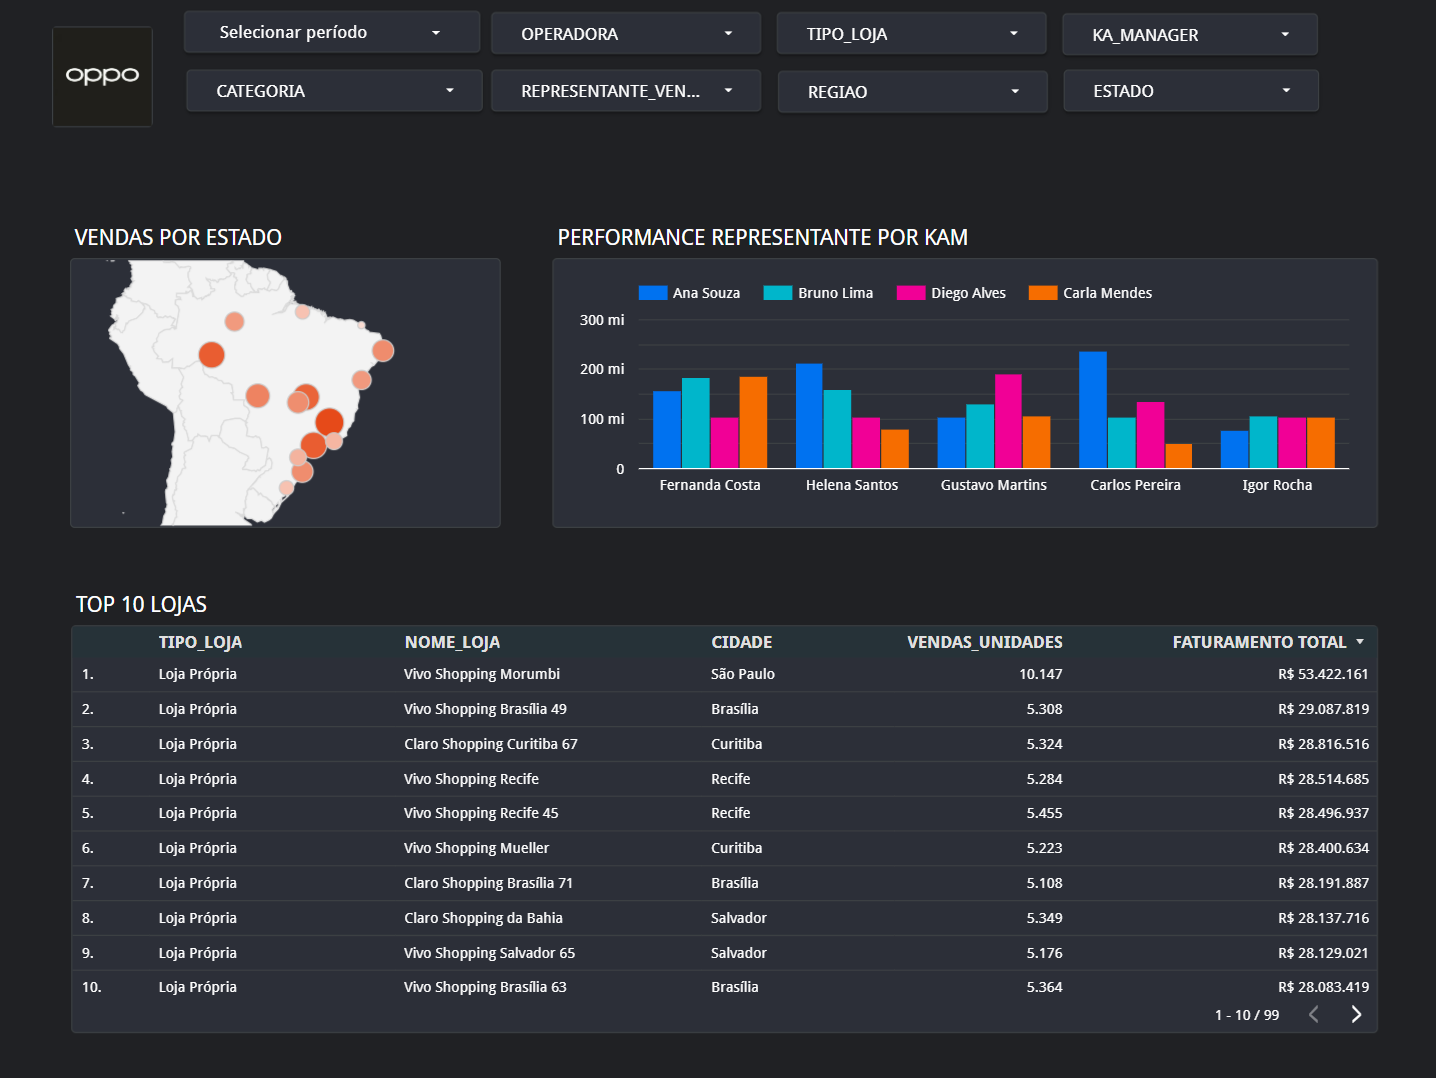 oppo
Selecionar período
OPERADORA
TIPO_LOJA
KA_MANAGER
CATEGORIA
REPRESENTANTE_VEN...
REGIAO
ESTADO
VENDAS POR ESTADO
PERFORMANCE REPRESENTANTE POR KAM
Ana Souza Bruno Lima Diego Alves Carla Mendes
300 mi
200 mi
100 mi
0
Fernanda Costa Helena Santos Gustavo Martins Carlos Pereira Igor Rocha
TOP 10 LOJAS
TIPO_LOJA NOME_LOJA CIDADE VENDAS_UNIDADES FATURAMENTO TOTAL
1. Loja Própria Vivo Shopping Morumbi São Paulo 10.147 R$ 53.422.161
2. Loja Própria Vivo Shopping Brasília 49 Brasília 5.308 R$ 29.087.819
3. Loja Própria Claro Shopping Curitiba 67 Curitiba 5.324 R$ 28.816.516
4. Loja Própria Vivo Shopping Recife Recife 5.284 R$ 28.514.685
5. Loja Própria Vivo Shopping Recife 45 Recife 5.455 R$ 28.496.937
6. Loja Própria Vivo Shopping Mueller Curitiba 5.223 R$ 28.400.634
7. Loja Própria Claro Shopping Brasília 71 Brasília 5.108 R$ 28.191.887
8. Loja Própria Claro Shopping da Bahia Salvador 5.349 R$ 28.137.716
9. Loja Própria Vivo Shopping Salvador 65 Salvador 5.176 R$ 28.129.021
10. Loja Própria Vivo Shopping Brasília 63 Brasília 5.364 R$ 28.083.419
1 - 10 / 99